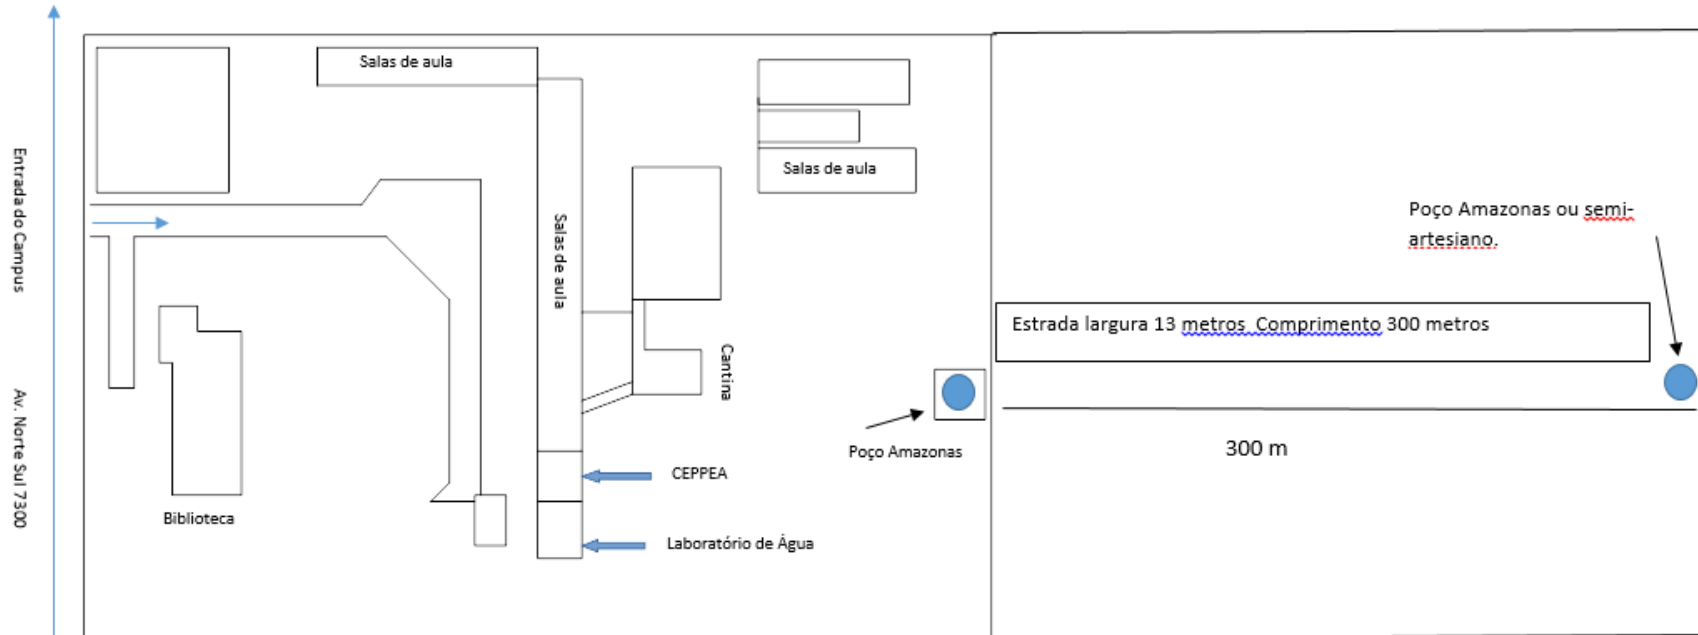 Salas de aula
Salas de aula
Salas de aula
Entrada do Campus
Av. Norte Sul 7300
Cantina
Biblioteca
CEPPEA
Laboratório de Água
Poço Amazonas
Poço Amazonas ou semi-
artesiano.
Estrada largura 13 metros Comprimento 300 metros
300 m